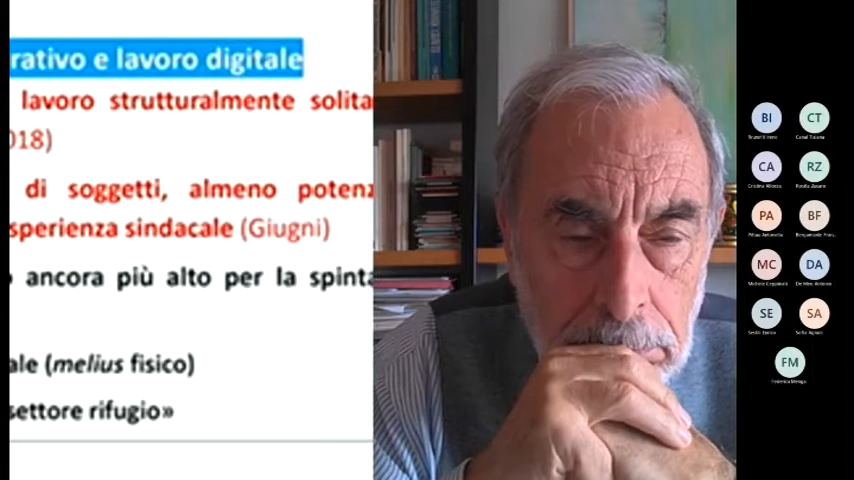 rativo e lavoro digitale
lavoro strutturalmente solita
018)
di soggetti, almeno potenz
sperienza sindacale (Giugni)
ancora più alto per la spinta
ale (melius fisico)
settore rifugio»
BI CT
CA RZ
PA BF
MC DA
SE SA
FM